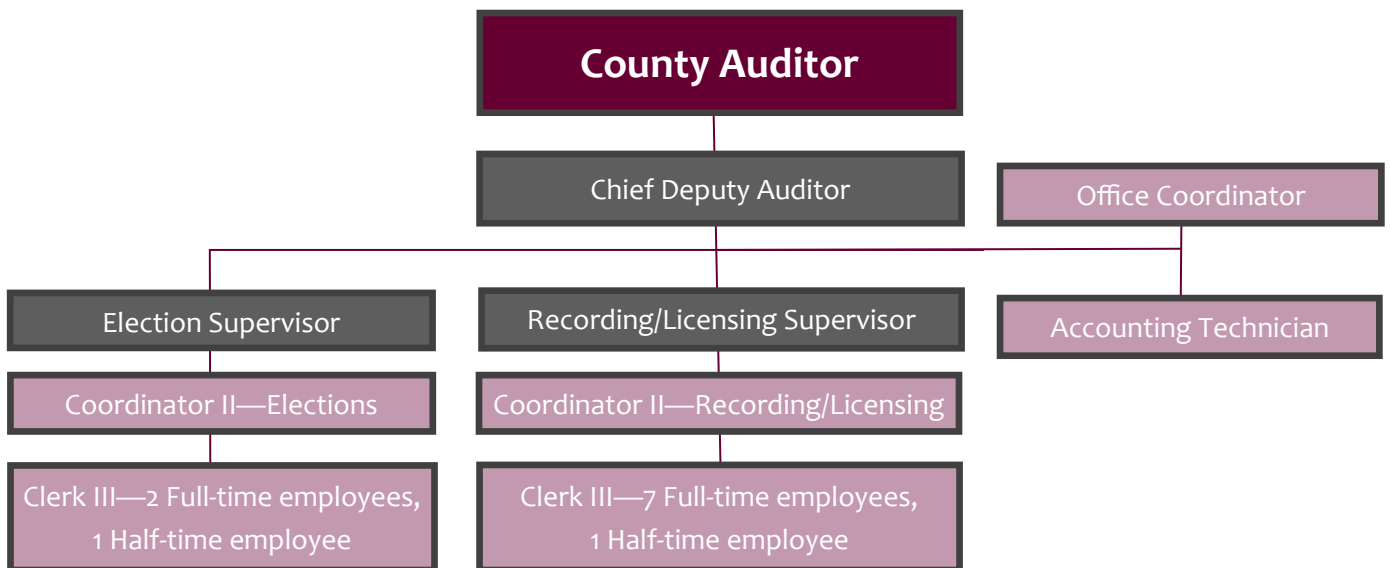 County Auditor
Chief Deputy Auditor
Office Coordinator
Election Supervisor
Recording/Licensing Supervisor
Accounting Technician
Coordinator II—Elections
Coordinator II—Recording/Licensing
Clerk III—2 Full-time employees,
1 Half-time employee
Clerk III—7 Full-time employees,
1 Half-time employee